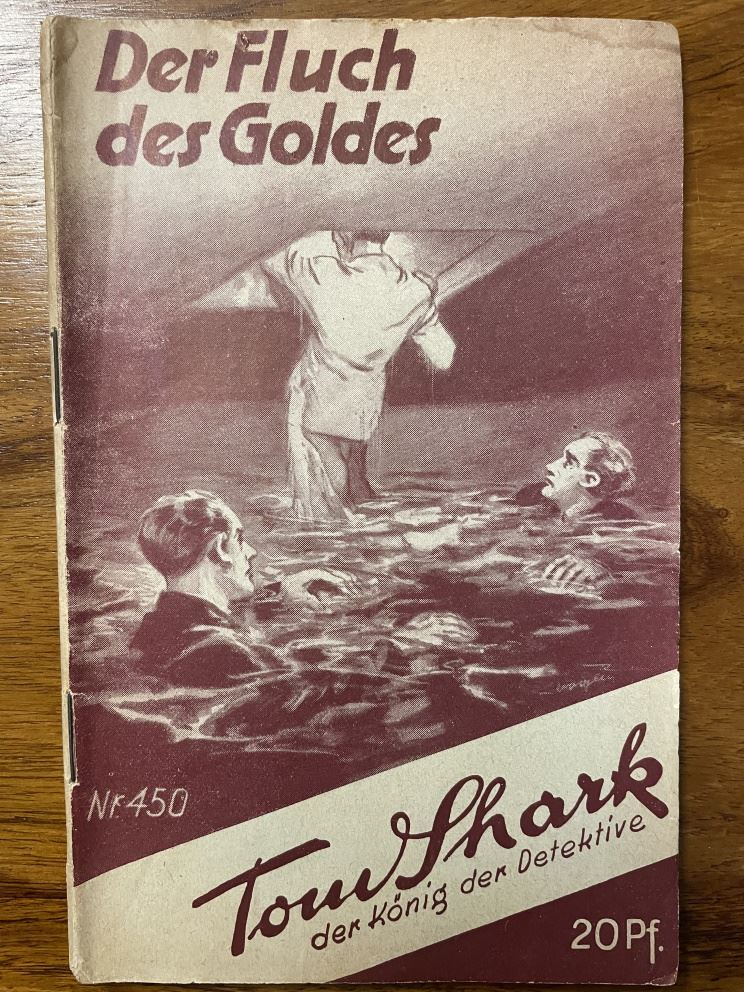 Der Fluch
des Goldes
Nr. 450
Tom Shark
der König der Detektive
20 Pf.